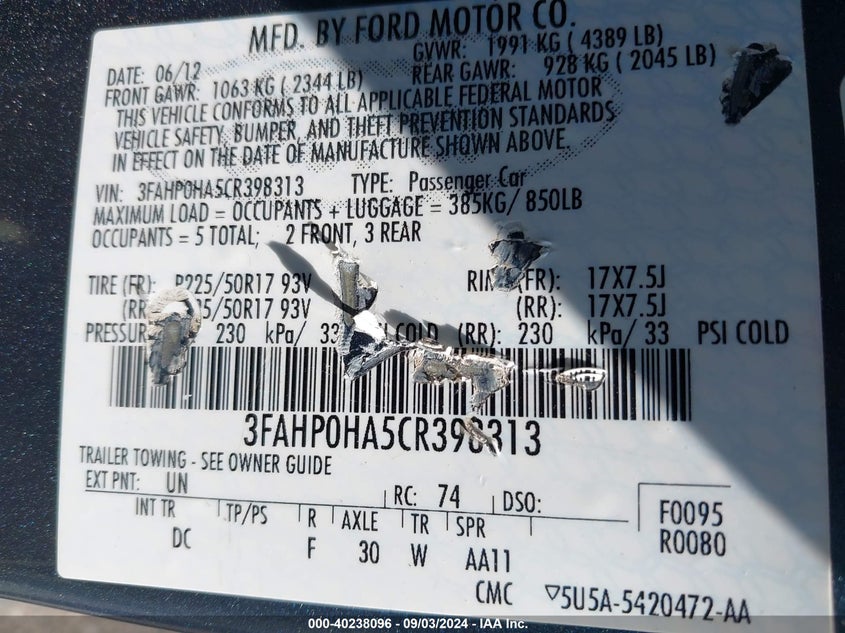 MFD. BY FORD MOTOR CO.
DATE: 06/12 GVWR: 1991 KG ( 4389 LB)
FRONT GAWR: 1063 KG ( 2344 LB) REAR GAWR: 928 KG ( 2045 LB)
THIS VEHICLE CONFORMS TO ALL APPLICABLE FEDERAL MOTOR
VEHICLE SAFETY, BUMPER, AND THEFT PREVENTION STANDARDS
IN EFFECT ON THE DATE OF MANUFACTURE SHOWN ABOVE.
VIN: 3FAHP0HA5CR398313 TYPE: Passenger Car
MAXIMUM LOAD = OCCUPANTS + LUGGAGE = 385KG/ 850LB
OCCUPANTS = 5 TOTAL; 2 FRONT, 3 REAR
TIRE (FR): P225/50R17 93V (FR): 17X7.5J
(RR) 50R17 93V (RR): 17X7.5J
230 kPa/ 33 COLD (RR): 230 kPa/ 33 PSI COLD
3FAHP0HA5CR398313
TRAILER TOWING - SEE OWNER GUIDE
EXT PNT: UN RC: 74 DSO:
INT TR TP/PS R AXLE TR SPR F0095
DC F 30 W AA11 R0080
CMC ▽5U5A-5420472-AA
000-40238096 - 09/03/2024 - IAA Inc.